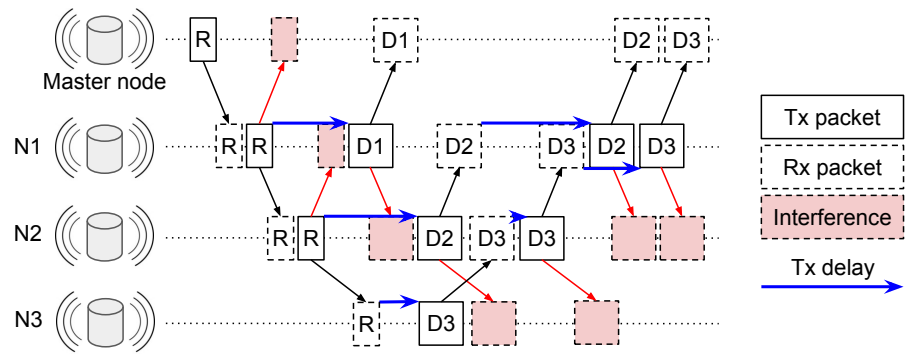 R D1 D2 D3
Master node
N1 R R D1 D2 D3 D2 D3
N2 R R D2 D3 D3
N3 R D3
Tx packet
Rx packet
Interference
Tx delay